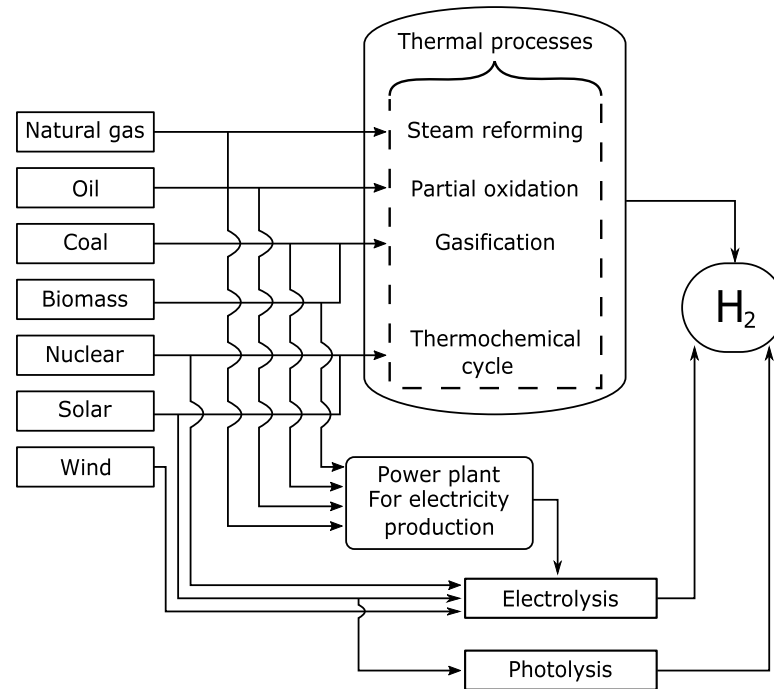 Thermal processes
Natural gas
Steam reforming
Oil
Partial oxidation
Coal
Gasification
Biomass
H₂
Nuclear
Thermochemical
cycle
Solar
Wind
Power plant
For electricity
production
Electrolysis
Photolysis